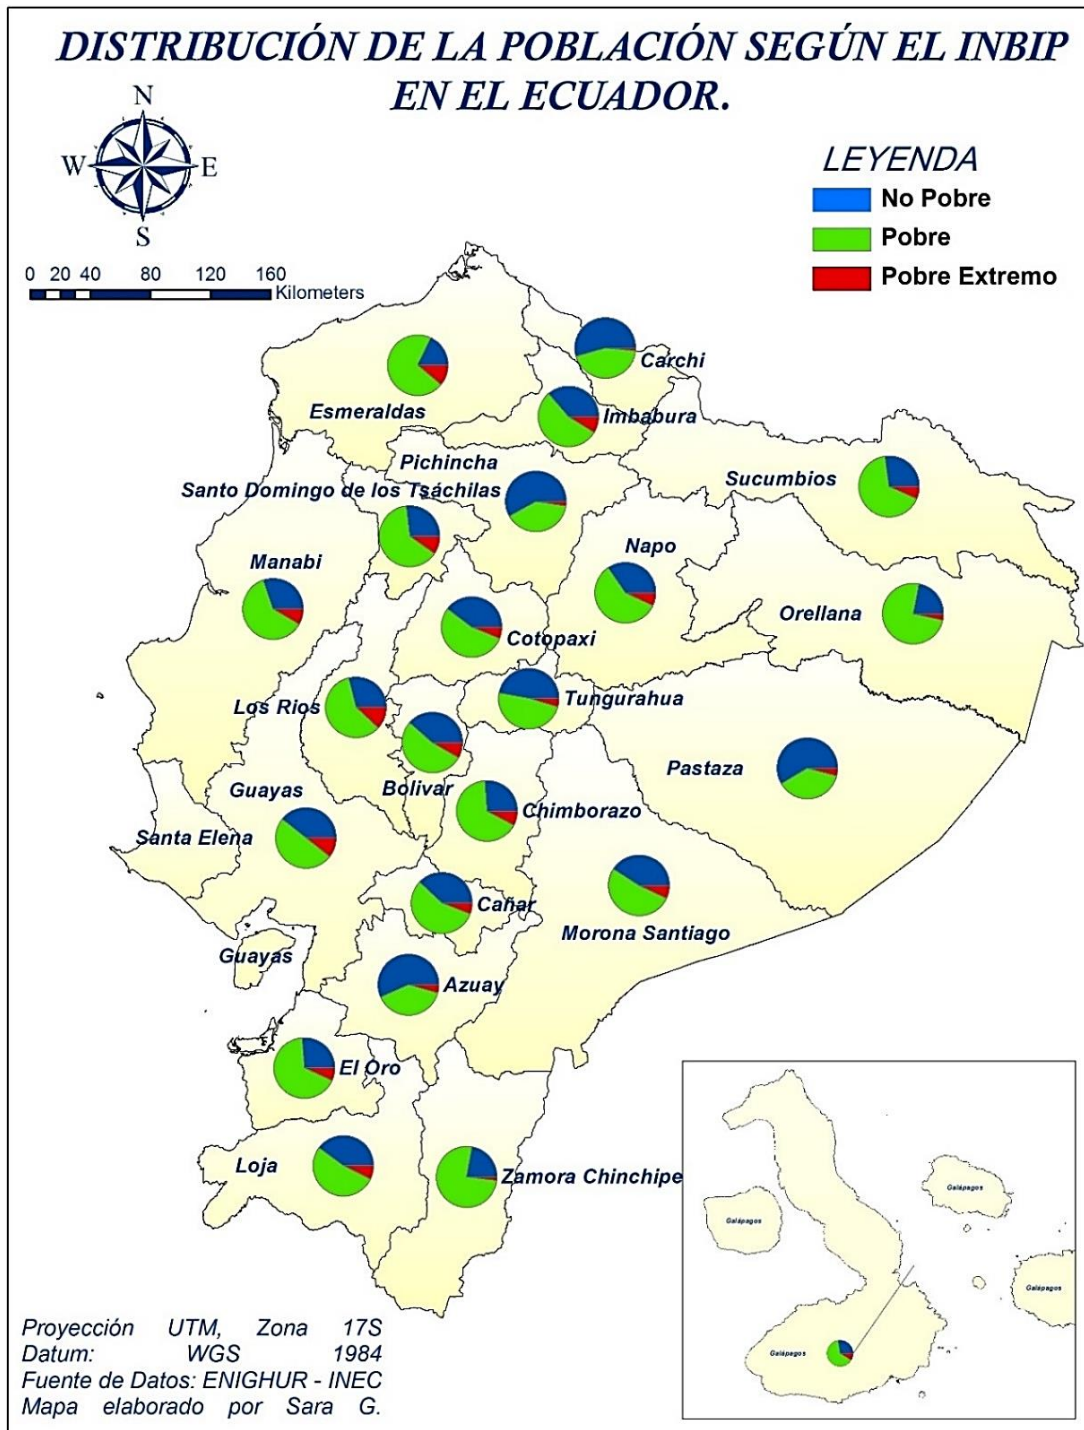 DISTRIBUCIÓN DE LA POBLACIÓN SEGÚN EL INBIP
EN EL ECUADOR.
N
W E
S
LEYENDA
No Pobre
Pobre
Pobre Extremo
0 20 40 80 120 160
Kilometers
Carchi
Esmeraldas
Imbabura
Pichincha
Sucumbios
Santo Domingo de los Tsáchilas
Napo
Manabi
Orellana
Cotopaxi
Tungurahua
Los Rios
Pastaza
Bolivar
Guayas
Chimborazo
Santa Elena
Cañar
Morona Santiago
Guayas
Azuay
El Oro
Loja
Zamora Chinchipe
Galápagos
Galápagos
Galápagos
Galápagos
Proyección UTM, Zona 17S
Datum: WGS 1984
Fuente de Datos: ENIGHUR - INEC
Mapa elaborado por Sara G.